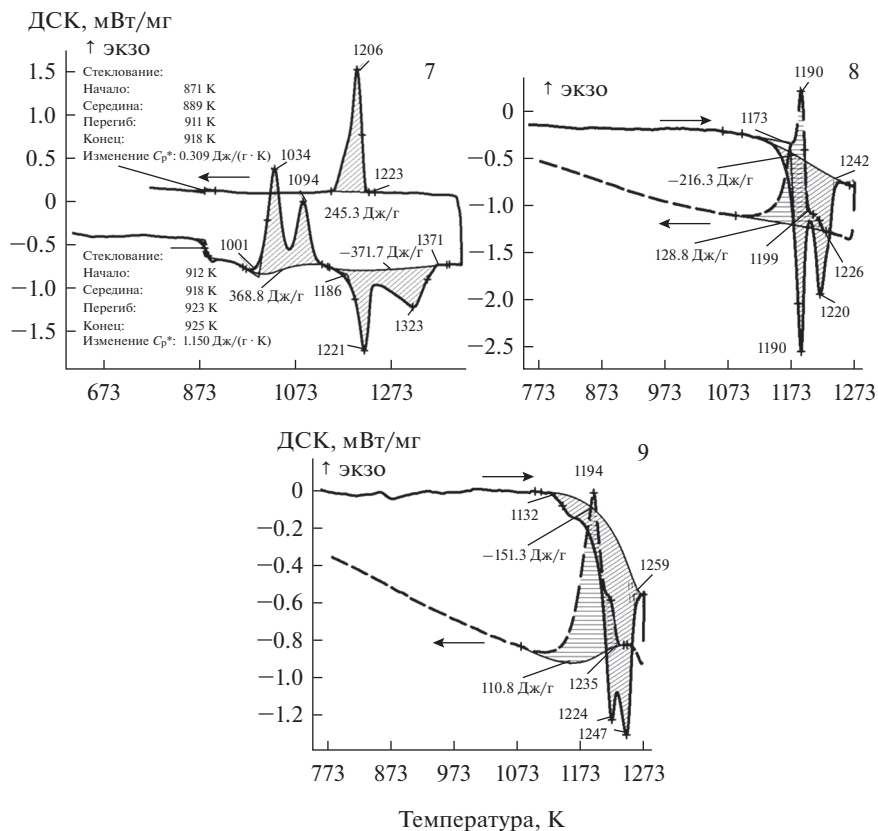 ДСК, мВт/мг
↑ экзо
7
Стеклование:
Начало: 871 K
Середина: 889 K
Перегиб: 911 K
Конец: 918 K
Изменение Cp*: 0.309 Дж/(г · K)
1.5
1.0
0.5
0
−0.5
−1.0
−1.5
1206
1034
1094
1223
245.3 Дж/г
1001
−371.7 Дж/г
1371
368.8 Дж/г
1186
1323
1221
Стеклование:
Начало: 912 K
Середина: 918 K
Перегиб: 923 K
Конец: 925 K
Изменение Cp*: 1.150 Дж/(г · K)
673 873 1073 1273
↑ экзо
8
0
−0.5
−1.0
−1.5
−2.0
−2.5
1190
1173
1242
−216.3 Дж/г
128.8 Дж/г
1199
1226
1220
1190
773 873 973 1073 1173 1273
ДСК, мВт/мг
↑ экзо
9
0
−0.2
−0.4
−0.6
−0.8
−1.0
−1.2
1194
1132
−151.3 Дж/г
1259
110.8 Дж/г
1235
1224
1247
773 873 973 1073 1173 1273
Температура, K